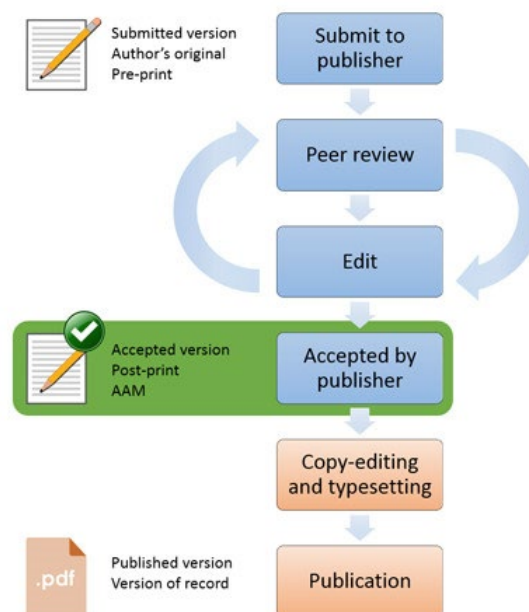 Submitted version
Author's original
Pre-print
Submit to
publisher
Peer review
Edit
Accepted version
Post-print
AAM
Accepted by
publisher
Copy-editing
and typesetting
.pdf
Published version
Version of record
Publication